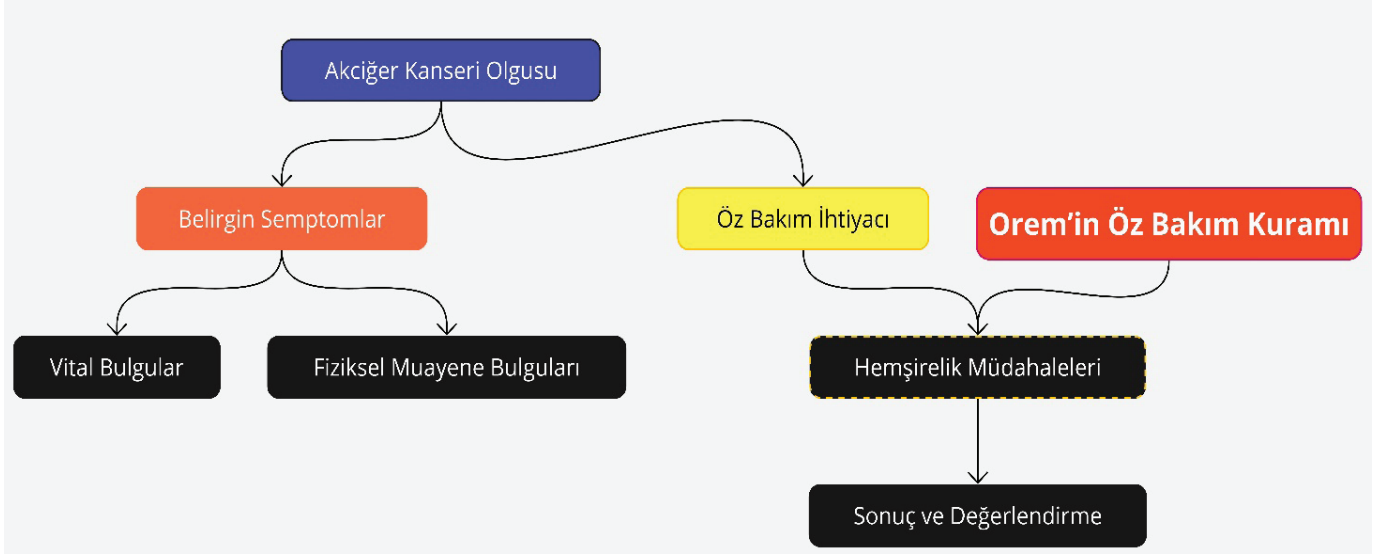 Akciğer Kanseri Olgusu
Belirgin Semptomlar
Öz Bakım İhtiyacı
Orem’in Öz Bakım Kuramı
Vital Bulgular
Fiziksel Muayene Bulguları
Hemşirelik Müdahaleleri
Sonuç ve Değerlendirme